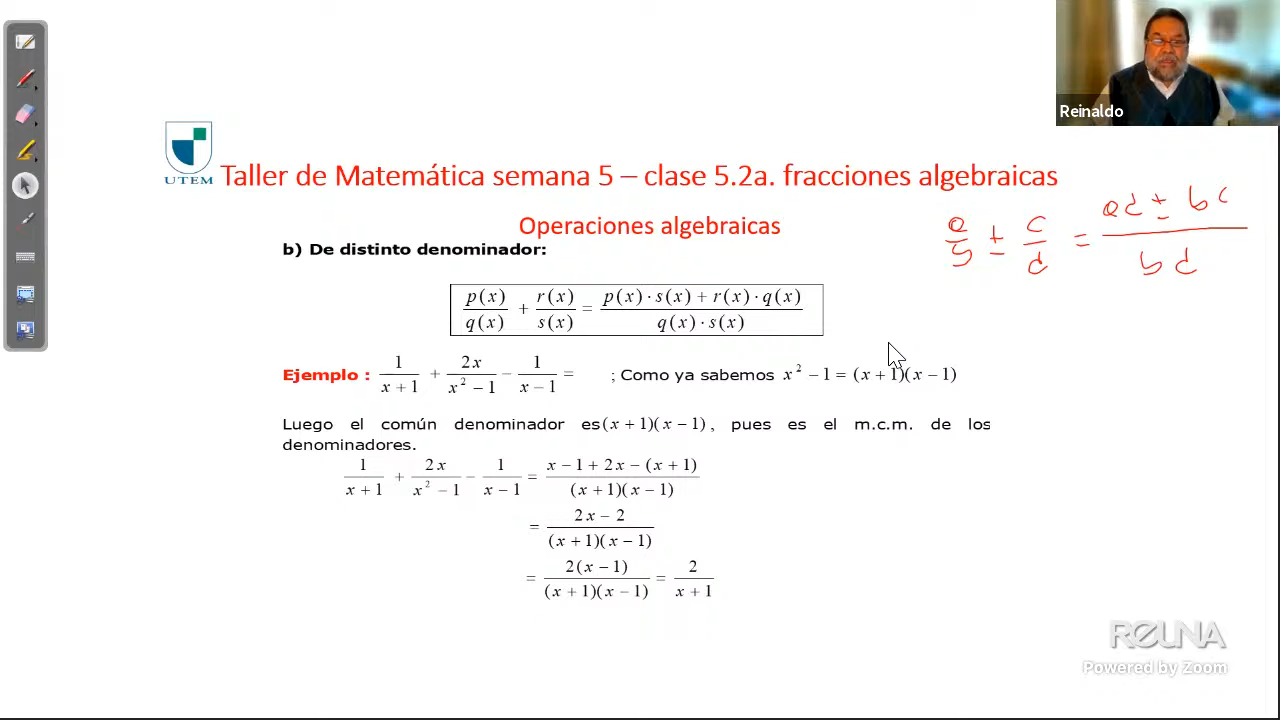 Reinaldo
UTEM
Taller de Matemática semana 5 – clase 5.2a. fracciones algebraicas
Operaciones algebraicas
a/b ± c/d = (ad ± bc)/(bd)
b) De distinto denominador:
p(x)/q(x) + r(x)/s(x) = (p(x)·s(x) + r(x)·q(x))/(q(x)·s(x))
Ejemplo : 1/(x+1) + 2x/(x²−1) − 1/(x−1) = ; Como ya sabemos x² − 1 = (x+1)(x−1)
Luego el común denominador es (x+1)(x−1), pues es el m.c.m. de los
denominadores.
1/(x+1) + 2x/(x²−1) − 1/(x−1) = (x−1+2x−(x+1))/((x+1)(x−1))
= (2x−2)/((x+1)(x−1))
= 2(x−1)/((x+1)(x−1)) = 2/(x+1)
REUNA
Powered by Zoom